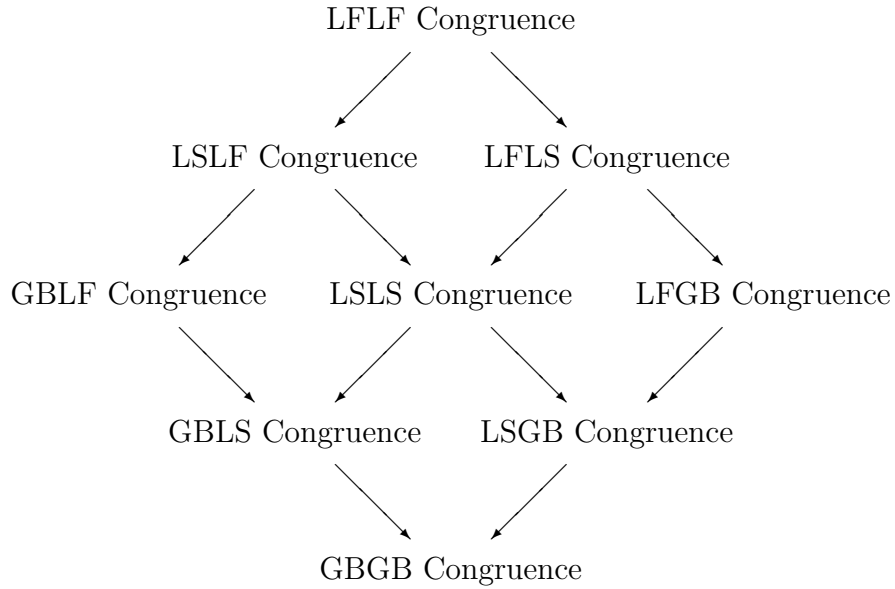 LFLF Congruence
LSLF Congruence LFLS Congruence
GBLF Congruence LSLS Congruence LFGB Congruence
GBLS Congruence LSGB Congruence
GBGB Congruence